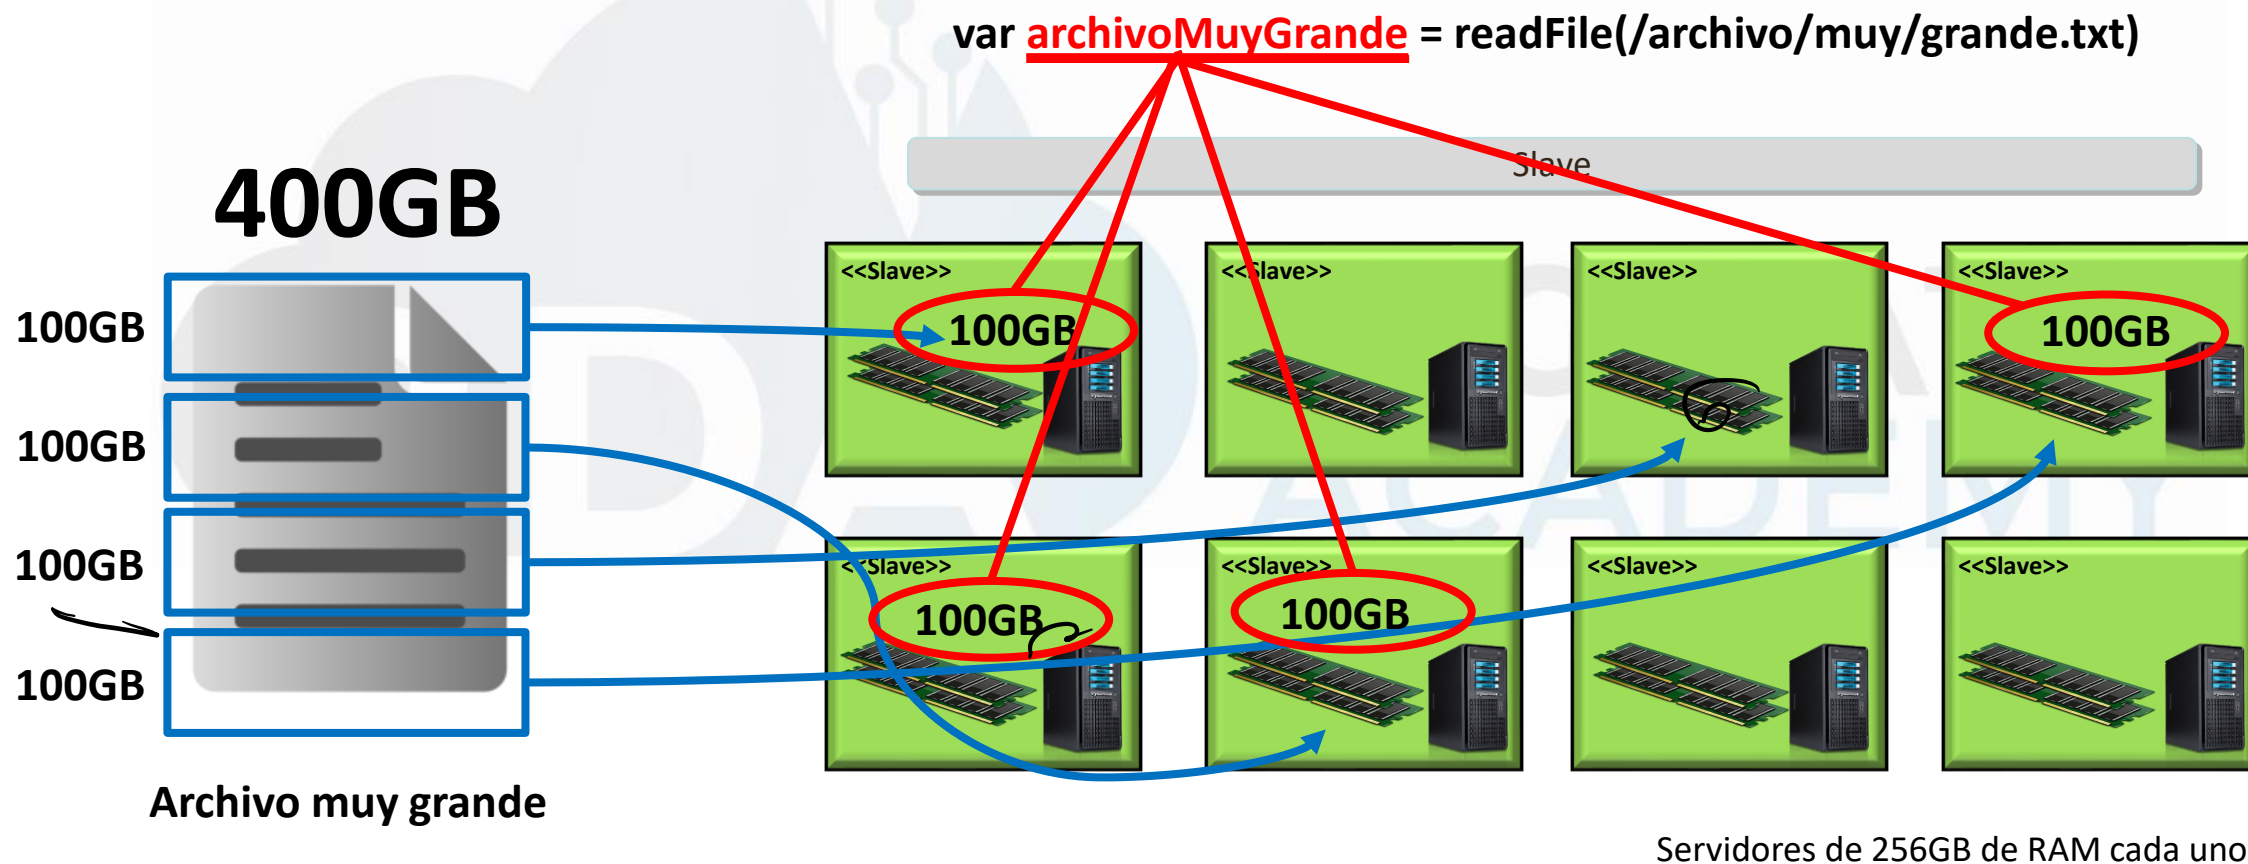 var archivoMuyGrande = readFile(/archivo/muy/grande.txt)
Slave
400GB
100GB
100GB
100GB
100GB
Archivo muy grande
<<Slave>>
100GB
<<Slave>>
<<Slave>>
<<Slave>>
100GB
<<Slave>>
100GB
<<Slave>>
100GB
<<Slave>>
<<Slave>>
ACADEMY
Servidores de 256GB de RAM cada uno